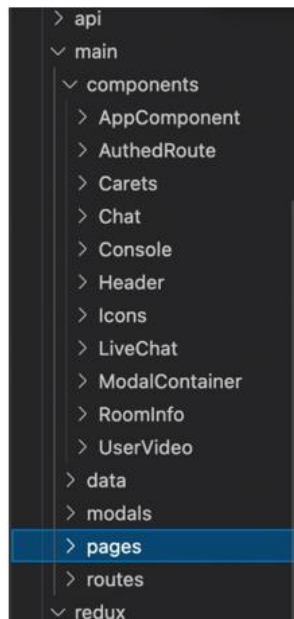 api
main
components
AppComponent
AuthedRoute
Carets
Chat
Console
Header
Icons
LiveChat
ModalContainer
RoomInfo
UserVideo
data
modals
pages
routes
redux